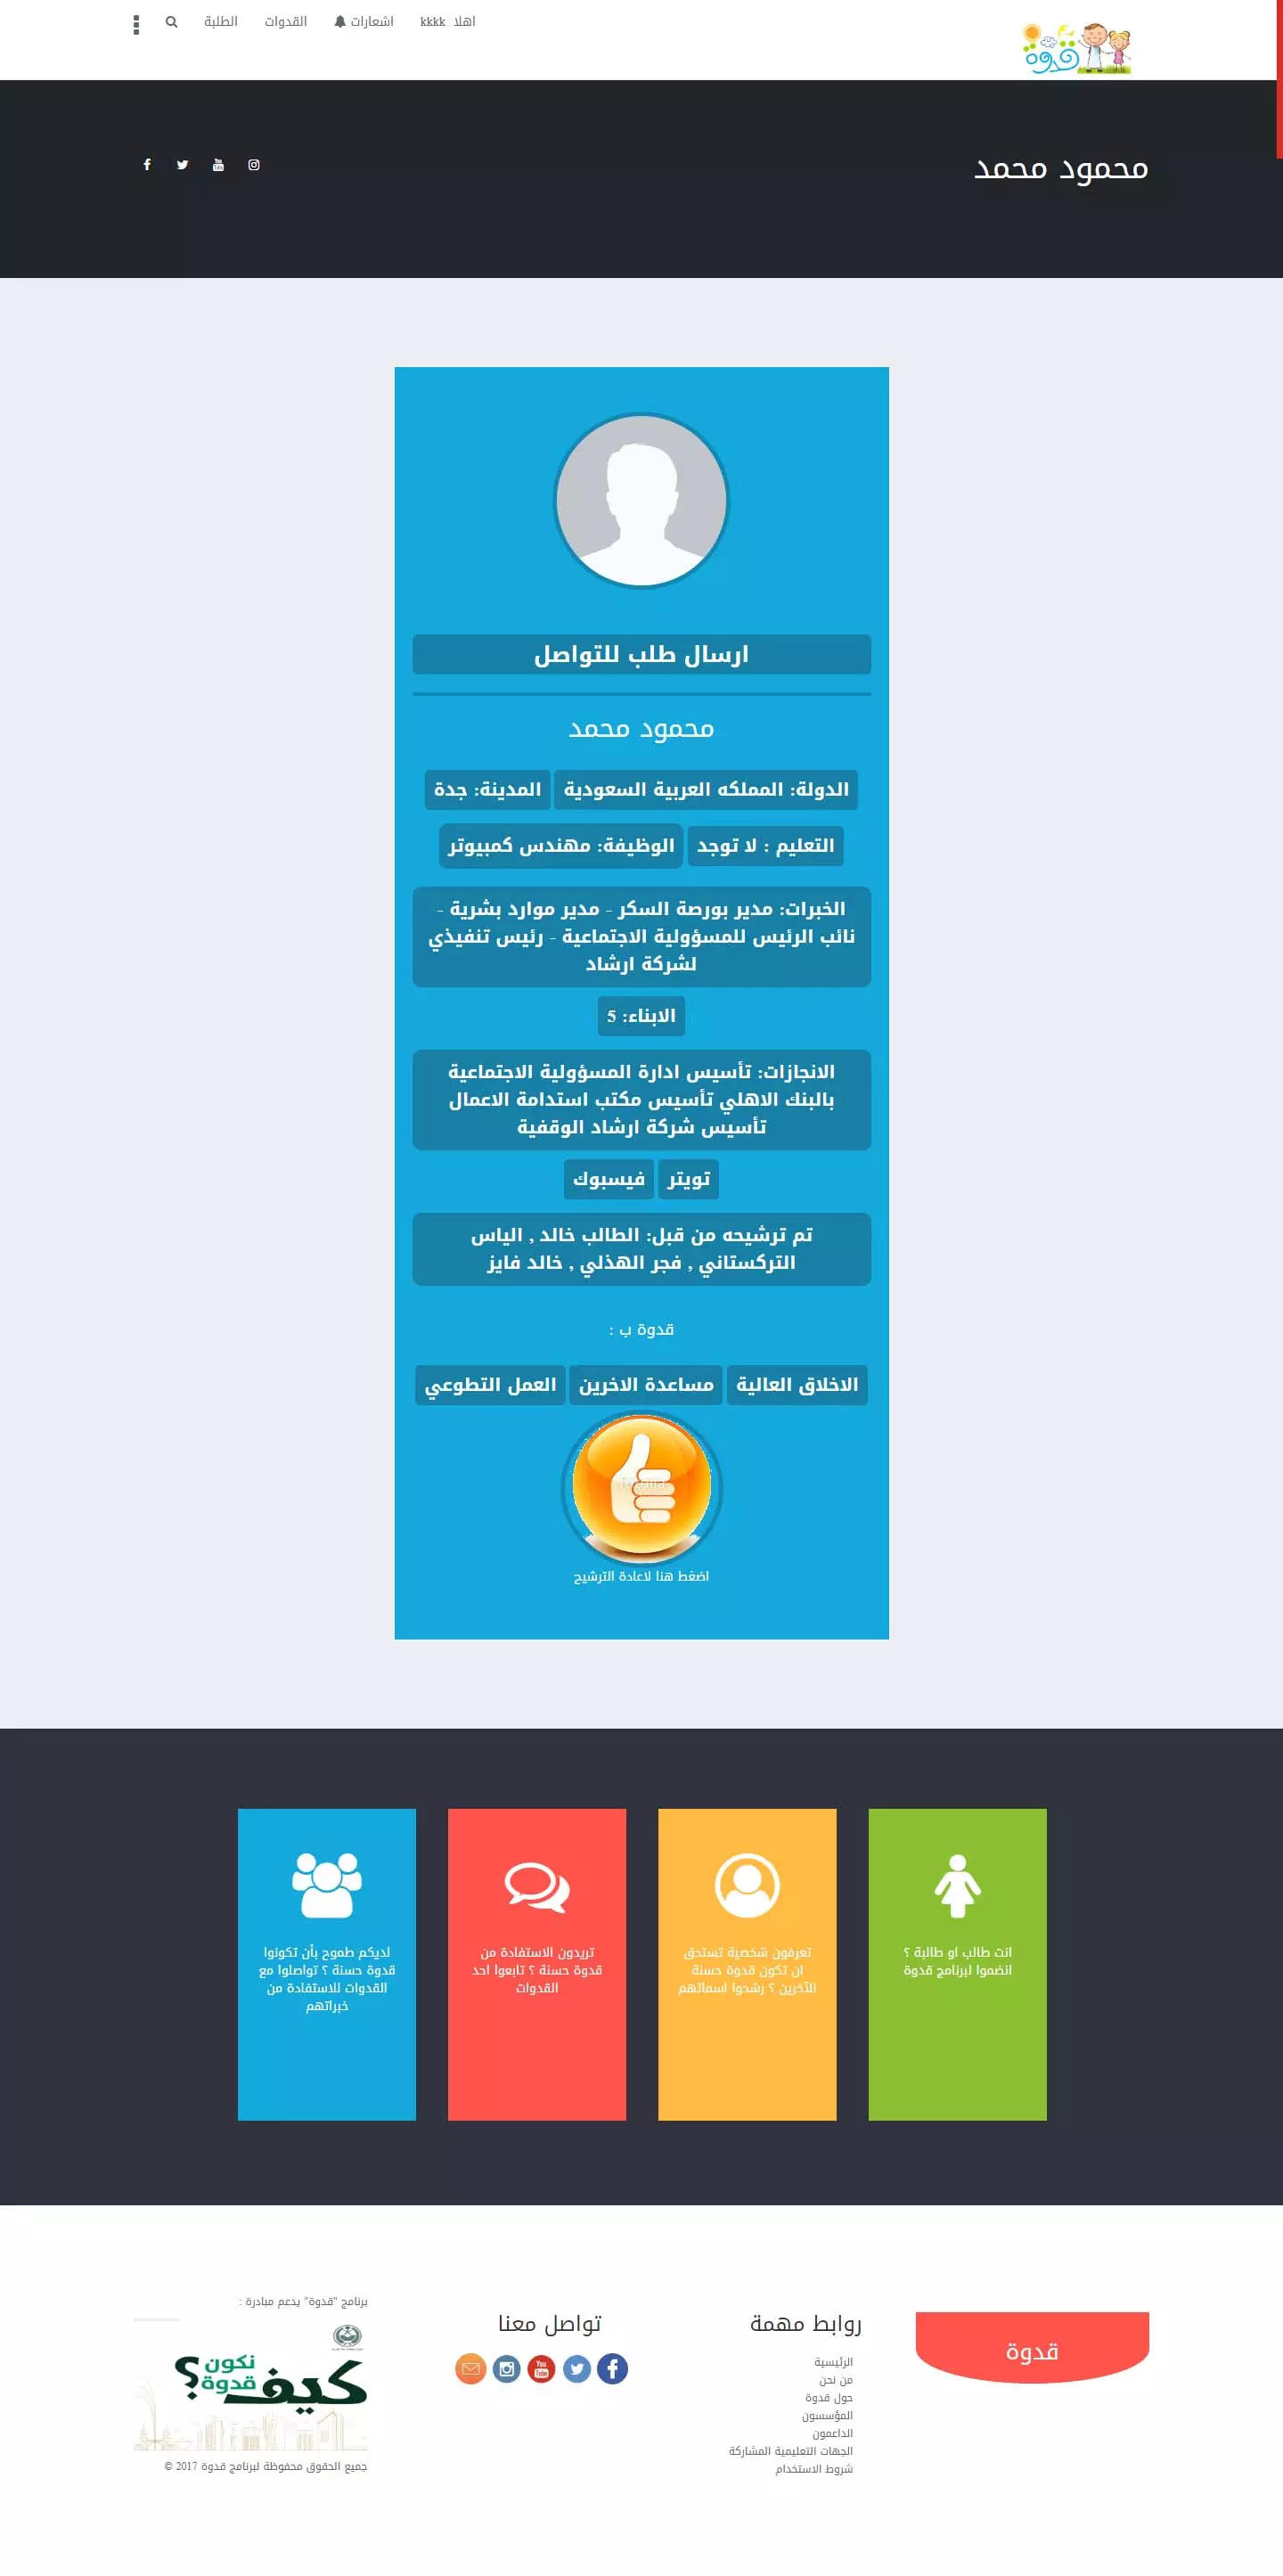 قدوة
اهلا kkkk
اشعارات
القدوات
الطلبة
محمود محمد
ارسال طلب للتواصل
محمود محمد
الدولة: المملكه العربية السعودية
المدينة: جدة
التعليم : لا توجد
الوظيفة: مهندس كمبيوتر
الخبرات: مدير بورصة السكر - مدير موارد بشرية -
نائب الرئيس للمسؤولية الاجتماعية - رئيس تنفيذي
لشركة ارشاد
الابناء: 5
الانجازات: تأسيس ادارة المسؤولية الاجتماعية
بالبنك الاهلي تأسيس مكتب استدامة الاعمال
تأسيس شركة ارشاد الوقفية
تويتر
فيسبوك
تم ترشيحه من قبل: الطالب خالد , الياس
التركستاني , فجر الهذلي , خالد فايز
قدوة ب :
الاخلاق العالية
مساعدة الاخرين
العمل التطوعي
اضغط هنا لاعادة الترشيح
انت طالب او طالبة ؟
انضموا لبرنامج قدوة
تعرفون شخصية تستحق
ان تكون قدوة حسنة
للآخرين ؟ رشحوا اسمائهم
تريدون الاستفادة من
قدوة حسنة ؟ تابعوا احد
القدوات
لديكم طموح بأن تكونوا
قدوة حسنة ؟ تواصلوا مع
القدوات للاستفادة من
خبراتهم
قدوة
روابط مهمة
الرئيسية
من نحن
حول قدوة
المؤسسون
الداعمون
الجهات التعليمية المشاركة
شروط الاستخدام
تواصل معنا
برنامج "قدوة" يدعم مبادرة :
كيف نكون
قدوة ؟
جميع الحقوق محفوظة لبرنامج قدوة 2017 ©